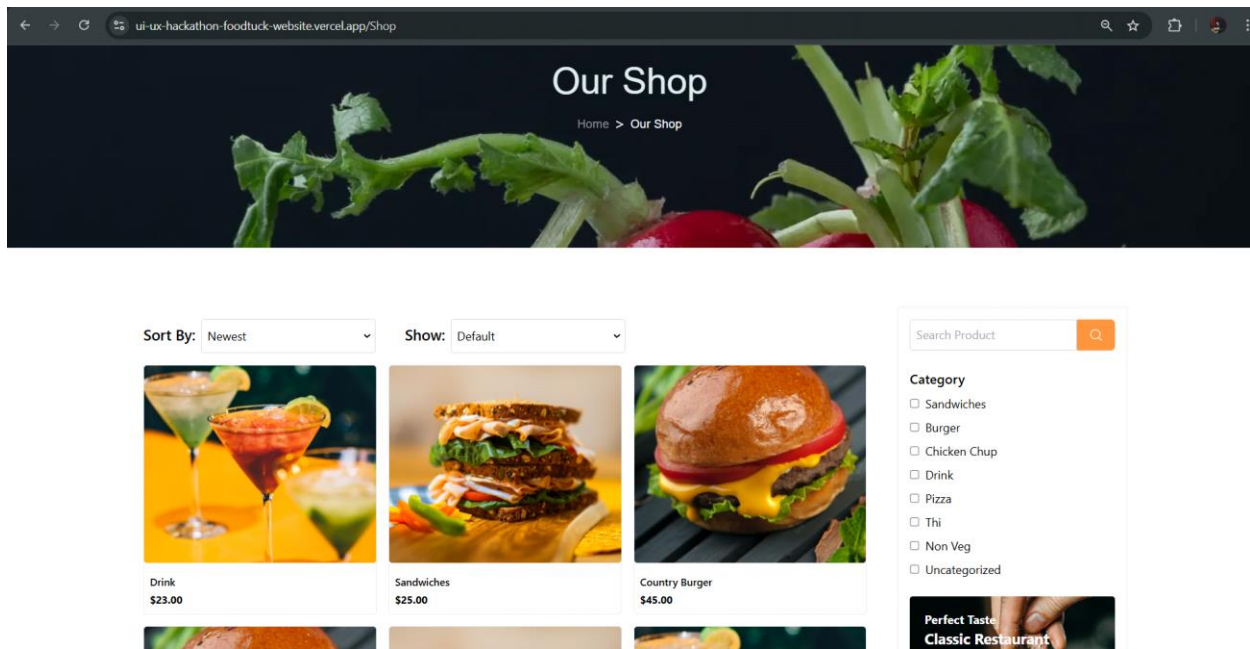 ui-ux-hackathon-foodtuck-website.vercel.app/Shop
Our Shop
Home > Our Shop
Sort By: Newest Show: Default
Drink
$23.00
Sandwiches
$25.00
Country Burger
$45.00
Search Product
Category
Sandwiches
Burger
Chicken Chup
Drink
Pizza
Thi
Non Veg
Uncategorized
Perfect Taste
Classic Restaurant